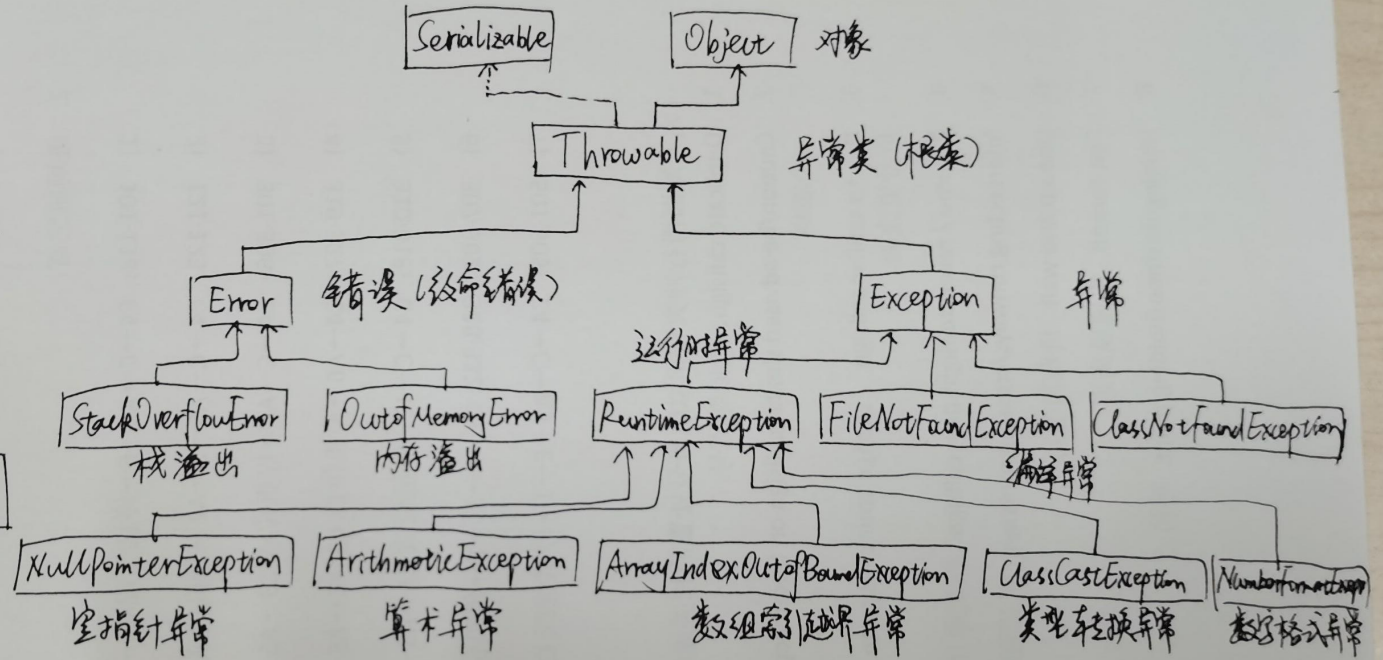 Serializable
Object 对象
Throwable 异常类(根类)
Error 错误(致命错误)
Exception 异常
运行时异常
StackOverflowError
OutofMemoryError
RuntimeException
FileNotFoundException
ClassNotFoundException
栈溢出
内存溢出
编译异常
NullPointerException
ArithmeticException
ArrayIndexOutofBoundException
ClassCastException
空指针异常
算术异常
数组索引越界异常
类型转换异常
数字格式异常